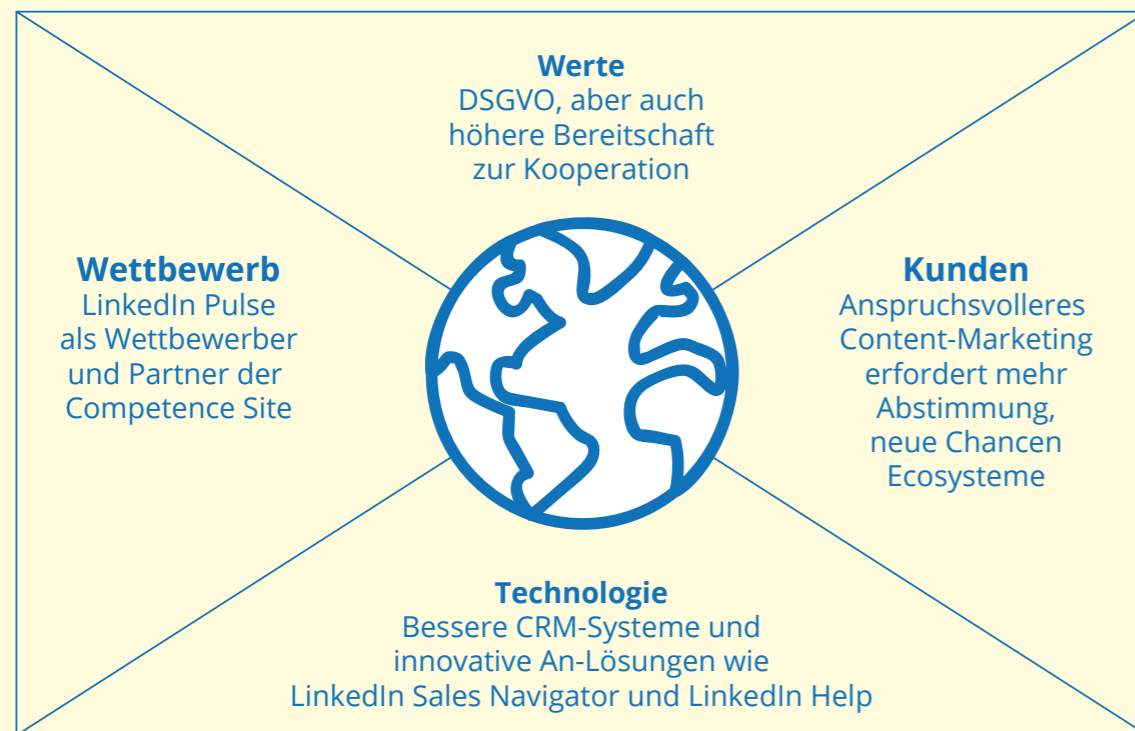 Werte
DSGVO, aber auch
höhere Bereitschaft
zur Kooperation
Wettbewerb
LinkedIn Pulse
als Wettbewerber
und Partner der
Competence Site
Kunden
Anspruchsvolleres
Content-Marketing
erfordert mehr
Abstimmung,
neue Chancen
Ecosysteme
Technologie
Bessere CRM-Systeme und
innovative An-Lösungen wie
LinkedIn Sales Navigator und LinkedIn Help